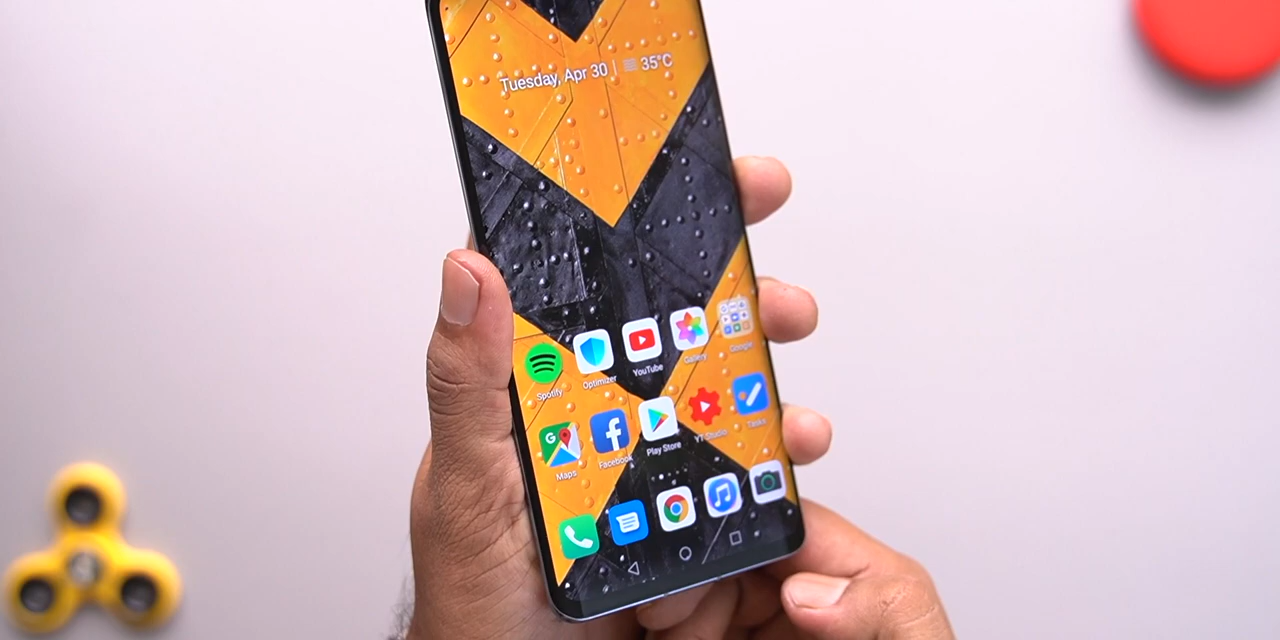 Tuesday, Apr 30 | 35°C
Spotify
Optimizer
YouTube
Gallery
Google
Maps
Facebook
Play Store
YT Studio
Tasks